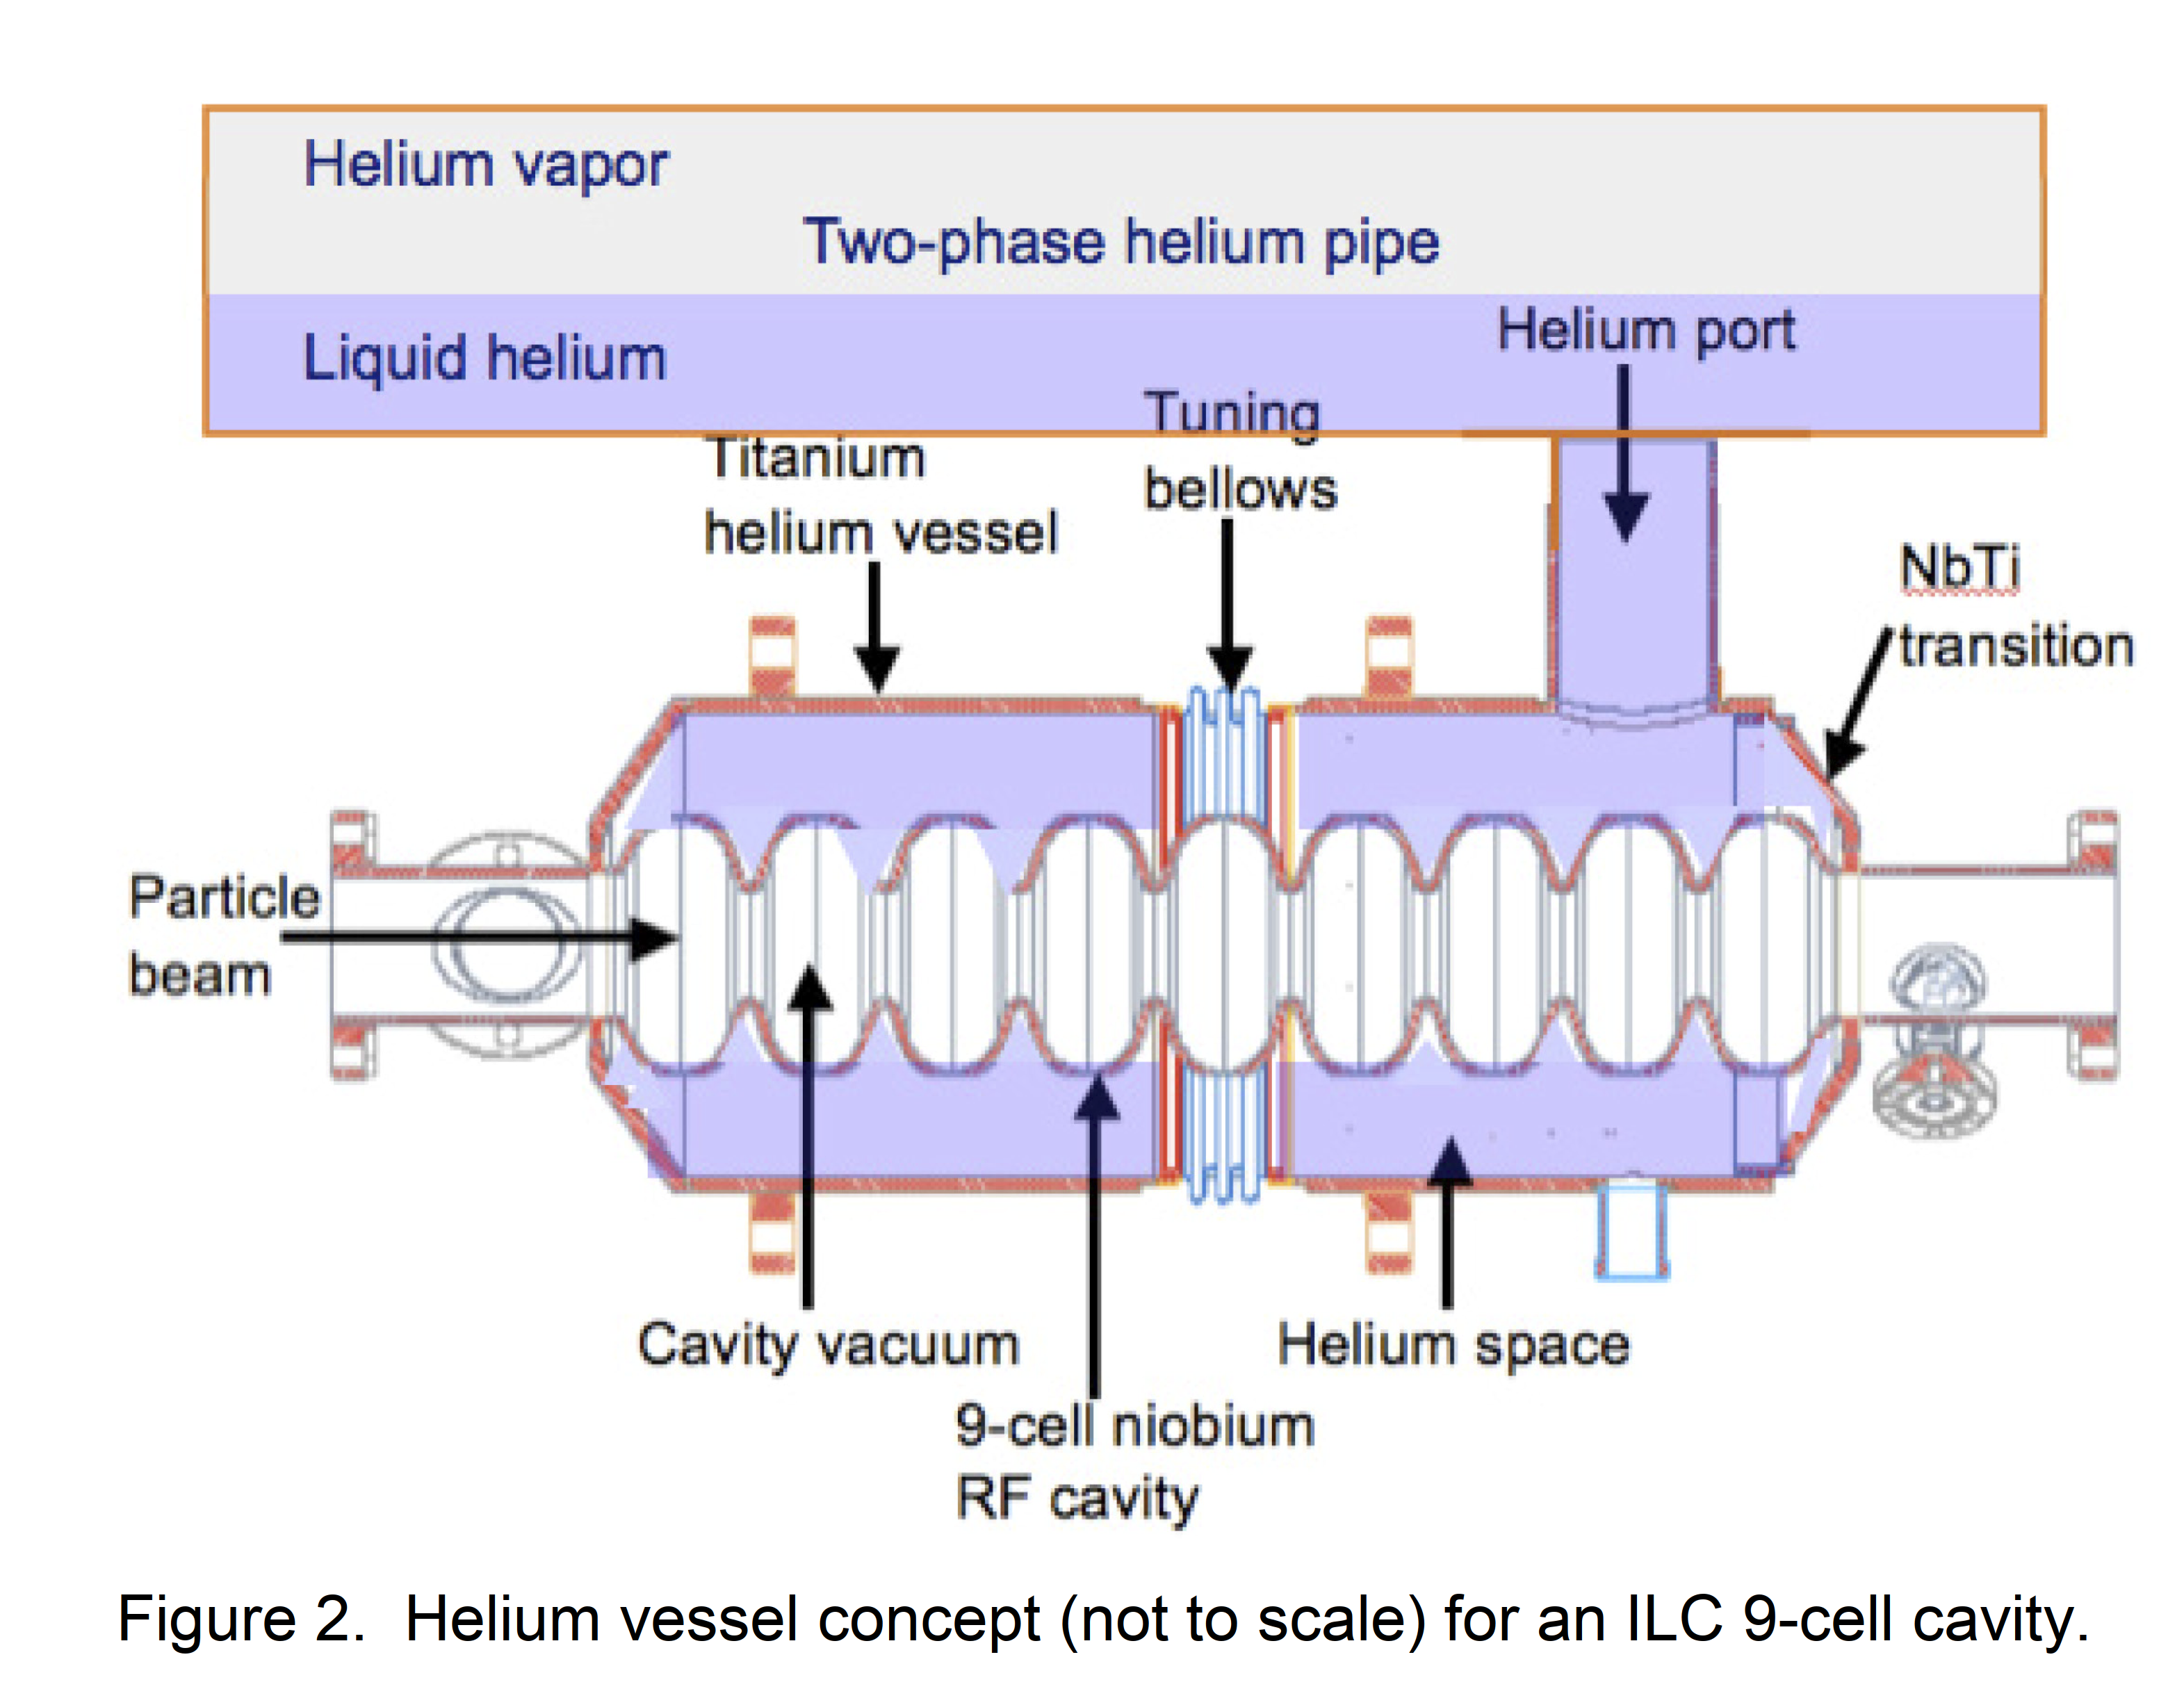 Helium vapor
Two-phase helium pipe
Liquid helium
Helium port
Tuning
bellows
Titanium
helium vessel
NbTi
transition
Particle
beam
Cavity vacuum
Helium space
9-cell niobium
RF cavity
Figure 2.  Helium vessel concept (not to scale) for an ILC 9-cell cavity.